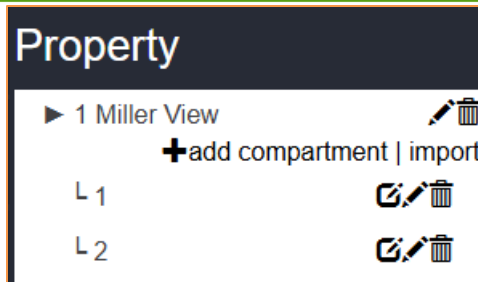 Property
► 1 Miller View
+add compartment | import
└ 1
└ 2